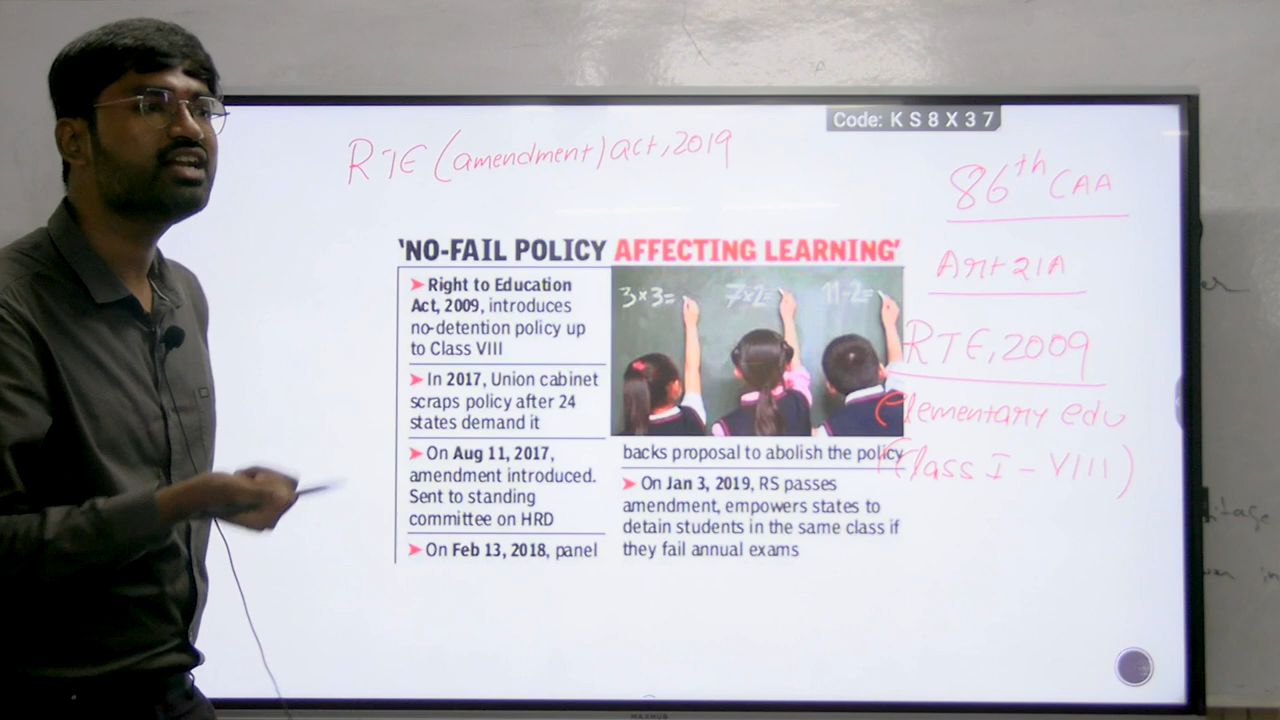 Code: K S 8 X 3 7
RTE (amendment) act, 2019
86th CAA
Art 21A
RTE, 2009
Elementary edu
(Class I - VIII)
'NO-FAIL POLICY AFFECTING LEARNING'
➤ Right to Education
Act, 2009, introduces
no-detention policy up
to Class VIII
➤ In 2017, Union cabinet
scraps policy after 24
states demand it
➤ On Aug 11, 2017,
amendment introduced.
Sent to standing
committee on HRD
➤ On Feb 13, 2018, panel
3×3=
7×2=
11-2=
backs proposal to abolish the policy
➤ On Jan 3, 2019, RS passes
amendment, empowers states to
detain students in the same class if
they fail annual exams
MAXHUB